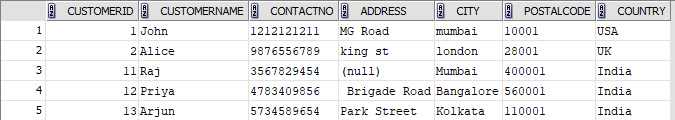 CUSTOMERID CUSTOMERNAME CONTACTNO ADDRESS CITY POSTALCODE COUNTRY
1 1 John 1212121211 MG Road mumbai 10001 USA
2 2 Alice 9876556789 king st london 28001 UK
3 11 Raj 3567829454 (null) Mumbai 400001 India
4 12 Priya 4783409856 Brigade Road Bangalore 560001 India
5 13 Arjun 5734589654 Park Street Kolkata 110001 India